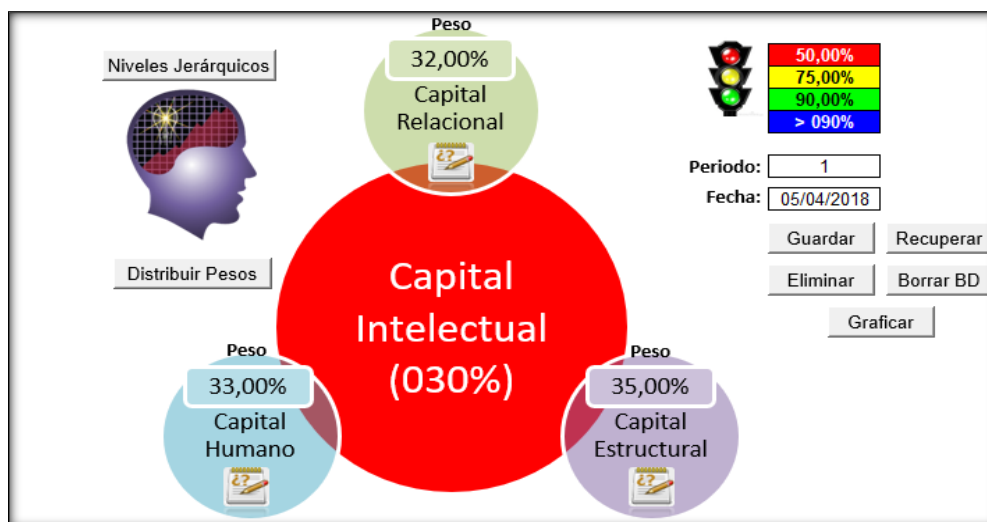 Niveles Jerárquicos
Distribuir Pesos
Peso
32,00%
Capital
Relacional
¿?
Capital
Intelectual
(030%)
Peso
33,00%
Capital
Humano
¿?
Peso
35,00%
Capital
Estructural
¿?
50,00%
75,00%
90,00%
> 090%
Periodo: 1
Fecha: 05/04/2018
Guardar Recuperar
Eliminar Borrar BD
Graficar